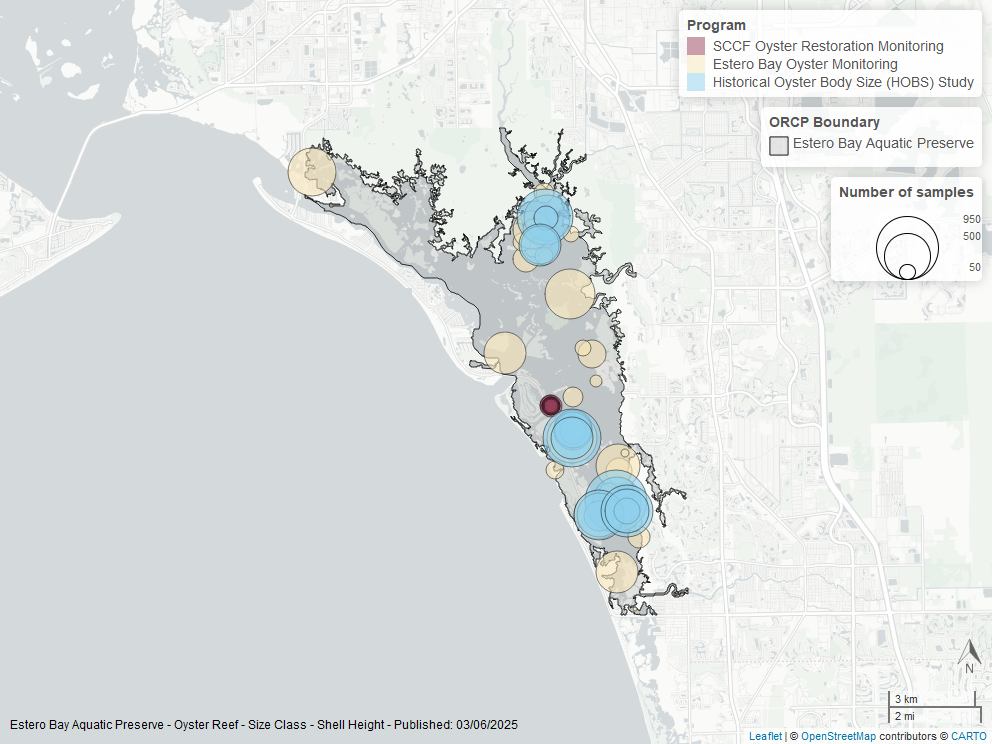 Program
SCCF Oyster Restoration Monitoring
Estero Bay Oyster Monitoring
Historical Oyster Body Size (HOBS) Study
ORCP Boundary
Estero Bay Aquatic Preserve
Number of samples
950
500
50
N
3 km
2 mi
Estero Bay Aquatic Preserve - Oyster Reef - Size Class - Shell Height - Published: 03/06/2025
Leaflet | © OpenStreetMap contributors © CARTO